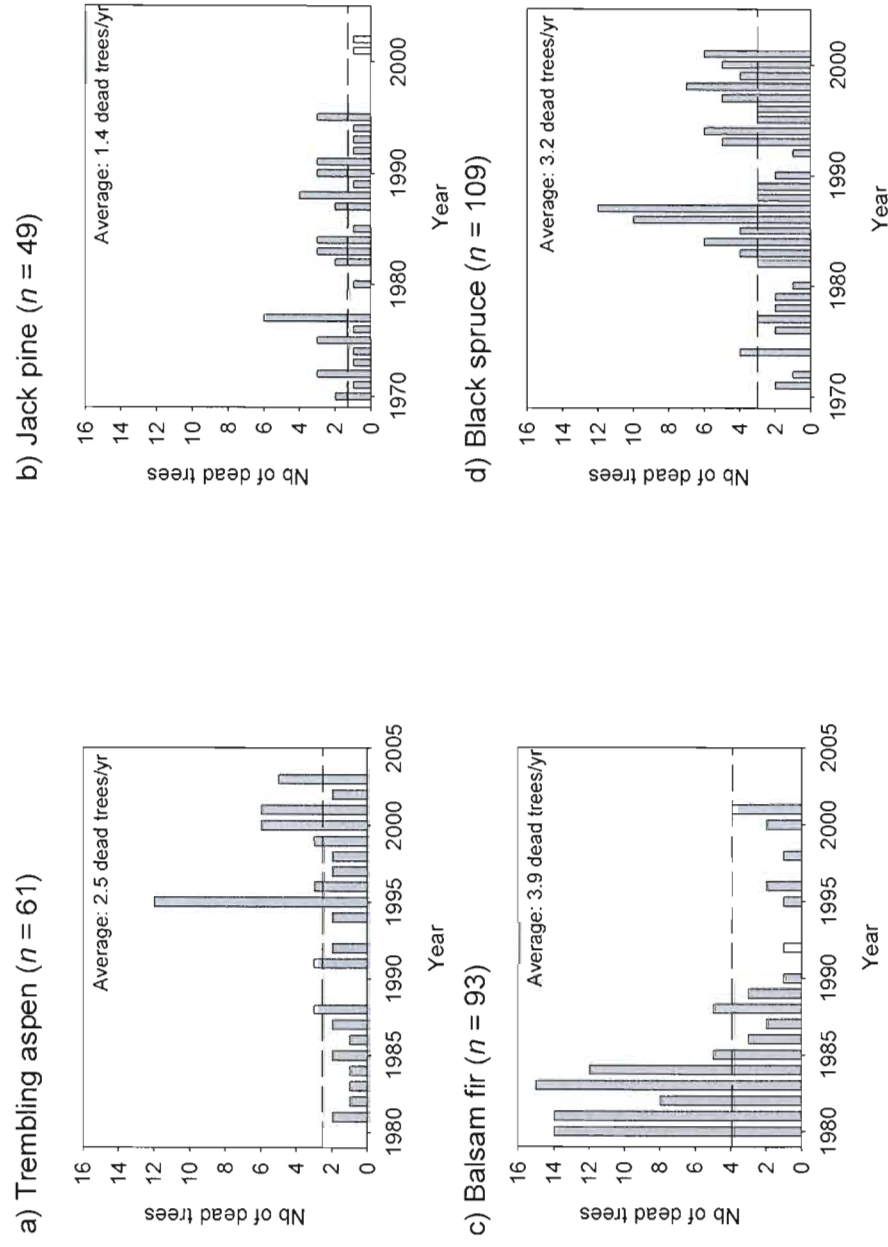 a) Trembling aspen (n = 61)
Average: 2.5 dead trees/yr
Nb of dead trees
16
14
12
10
8
6
4
2
0
1980 1985 1990 1995 2000 2005
Year
b) Jack pine (n = 49)
Average: 1.4 dead trees/yr
Nb of dead trees
16
14
12
10
8
6
4
2
0
1970 1980 1990 2000
Year
c) Balsam fir (n = 93)
Average: 3.9 dead trees/yr
Nb of dead trees
16
14
12
10
8
6
4
2
0
1980 1985 1990 1995 2000 2005
Year
d) Black spruce (n = 109)
Average: 3.2 dead trees/yr
Nb of dead trees
16
14
12
10
8
6
4
2
0
1970 1980 1990 2000
Year